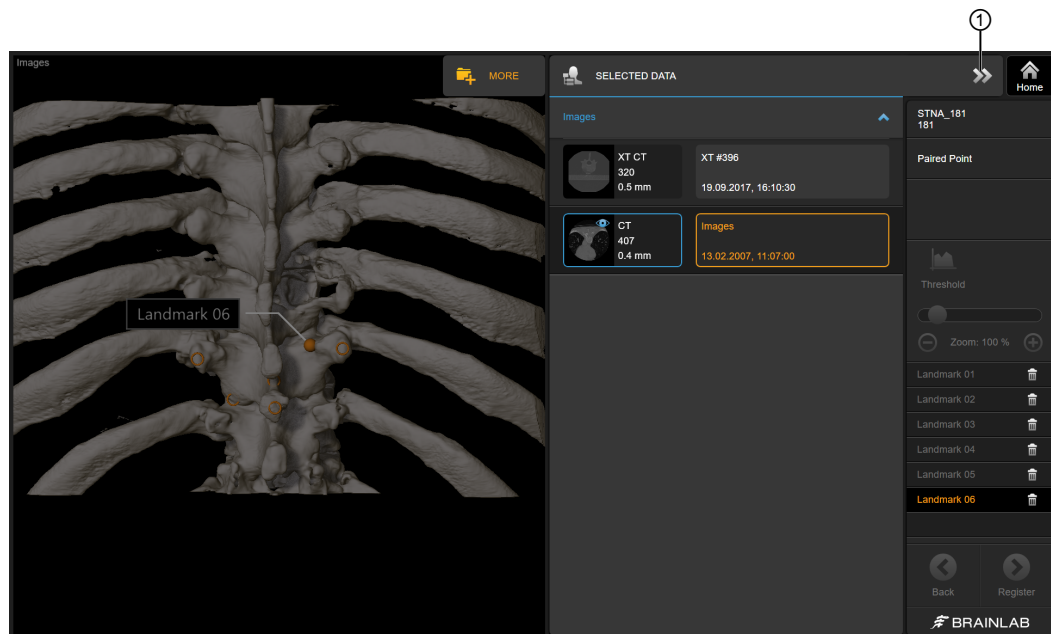 1
Images
MORE
SELECTED DATA
Home
Images
XT CT
320
0.5 mm
XT #396
19.09.2017, 16:10:30
CT
407
0.4 mm
Images
13.02.2007, 11:07:00
Landmark 06
STNA_181
181
Paired Point
Threshold
Zoom: 100 %
Landmark 01
Landmark 02
Landmark 03
Landmark 04
Landmark 05
Landmark 06
Back
Register
BRAINLAB